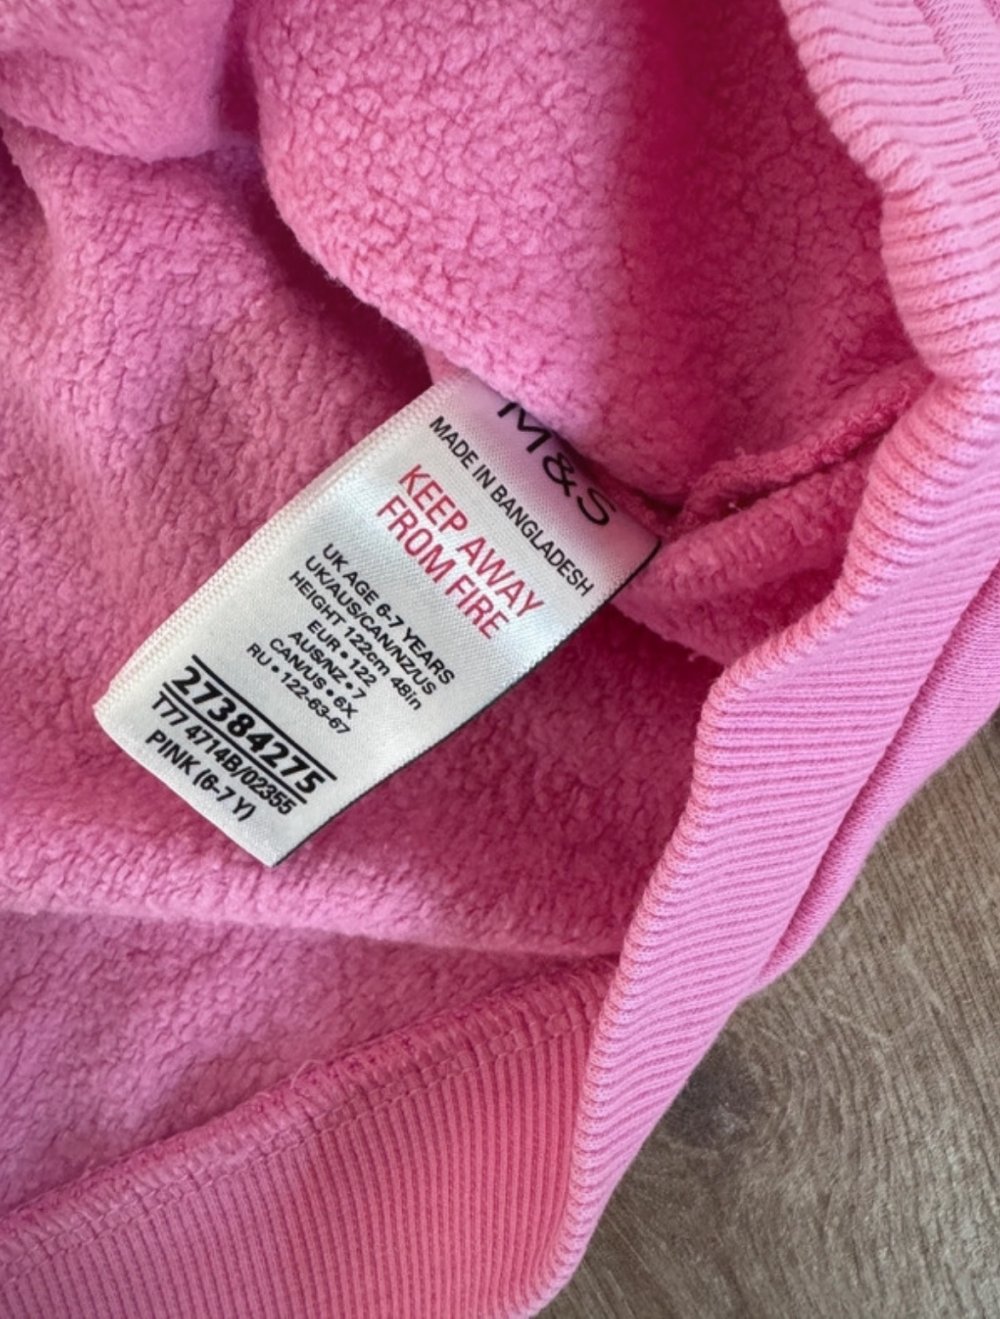 M&S
MADE IN BANGLADESH
KEEP AWAY
FROM FIRE
UK AGE 6-7 YEARS
UK/AUS/CAN/NZ/US
HEIGHT 122cm 48in
EUR • 122
AUS/NZ • 7
CAN/US • 6X
RU • 122-63-67
27384275
T77 4714B/02355
PINK (6-7 Y)